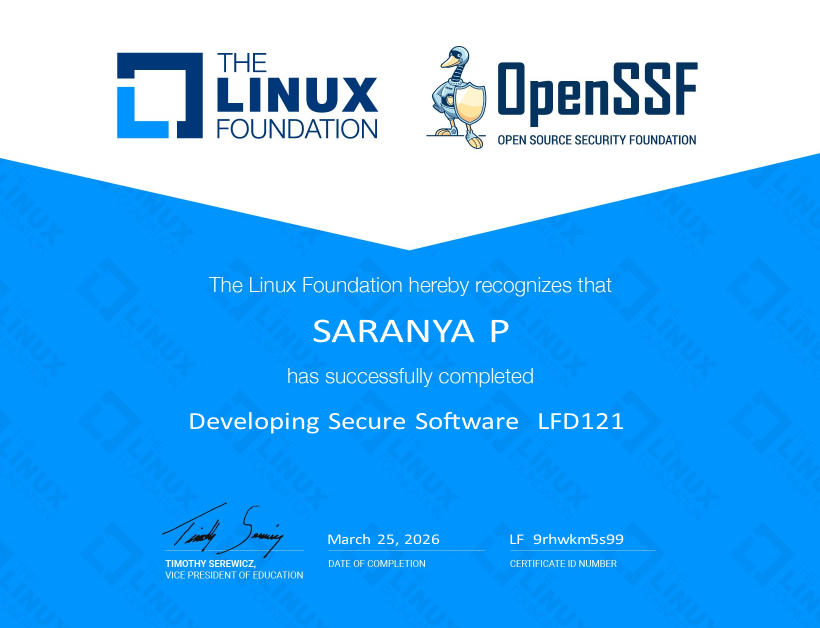 THE
LINUX
FOUNDATION
OpenSSF
OPEN SOURCE SECURITY FOUNDATION
The Linux Foundation hereby recognizes that
SARANYA P
has successfully completed
Developing Secure Software  LFD121
Timothy Serewicz
March 25, 2026
LF  9rhwkm5s99
TIMOTHY SEREWICZ,
VICE PRESIDENT OF EDUCATION
DATE OF COMPLETION
CERTIFICATE ID NUMBER